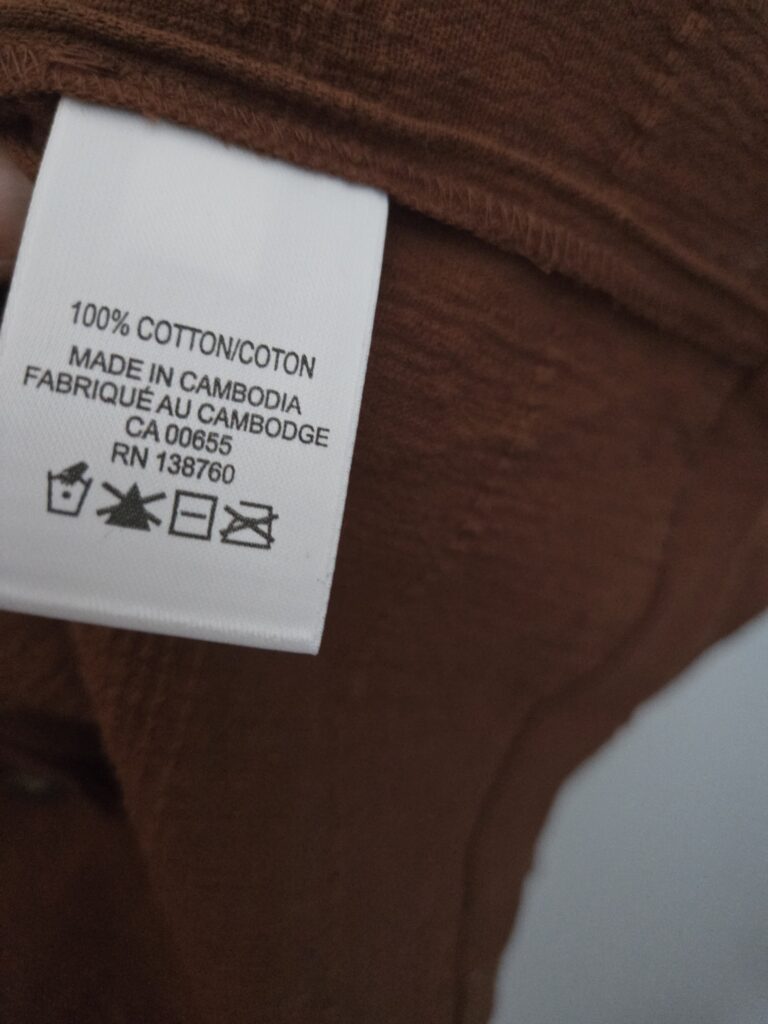 100% COTTON/COTON
MADE IN CAMBODIA
FABRIQUÉ AU CAMBODGE
CA 00655
RN 138760